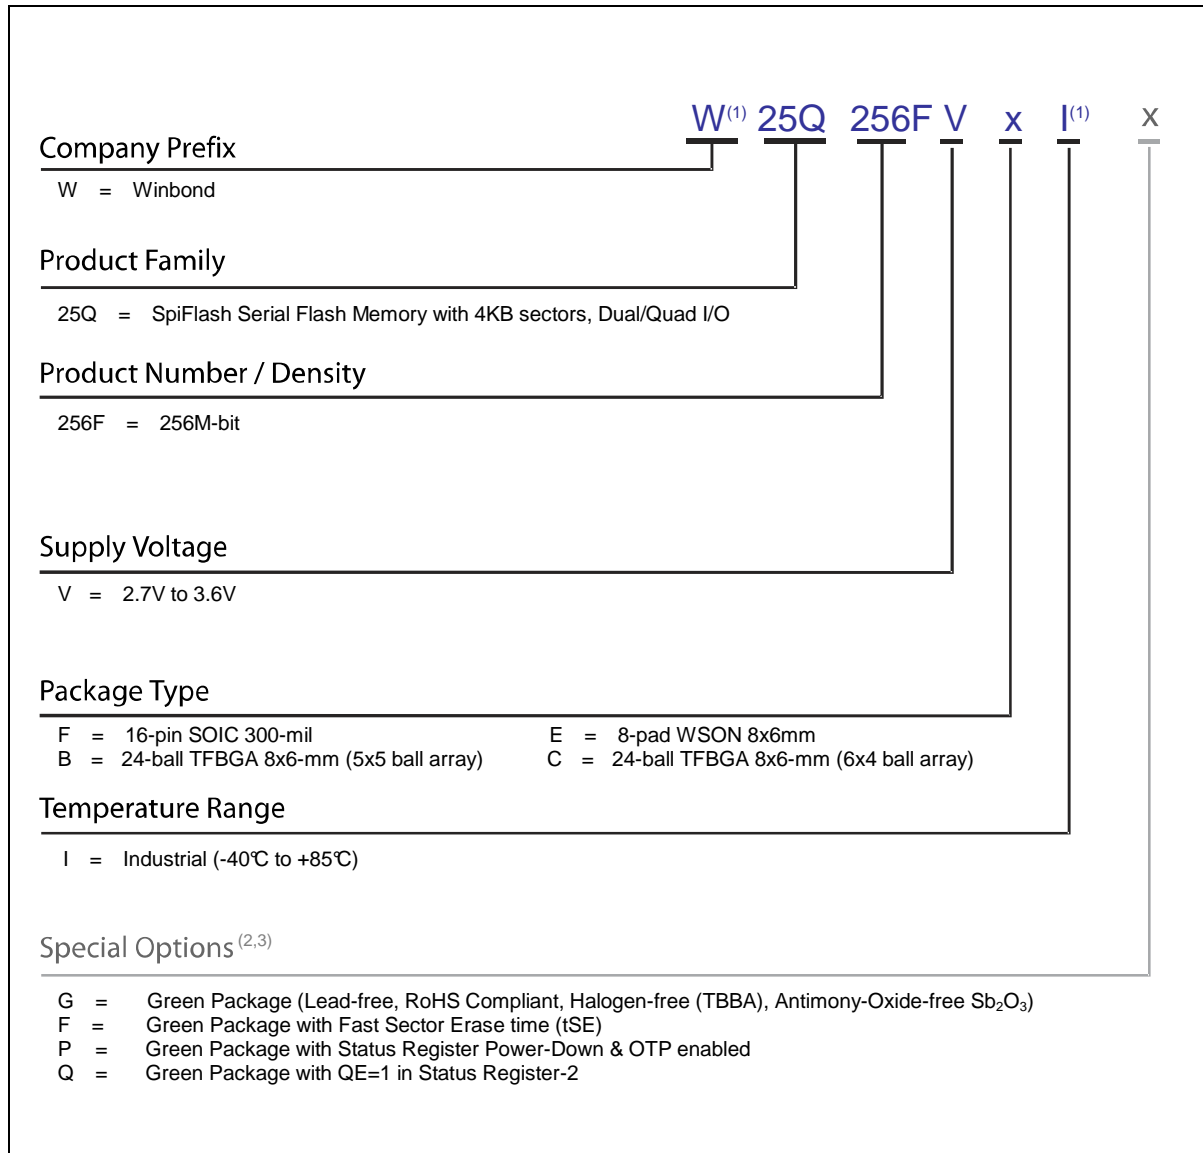 W(1) 25Q 256F V x I(1) x
Company Prefix
W = Winbond
Product Family
25Q = SpiFlash Serial Flash Memory with 4KB sectors, Dual/Quad I/O
Product Number / Density
256F = 256M-bit
Supply Voltage
V = 2.7V to 3.6V
Package Type
F = 16-pin SOIC 300-mil E = 8-pad WSON 8x6mm
B = 24-ball TFBGA 8x6-mm (5x5 ball array) C = 24-ball TFBGA 8x6-mm (6x4 ball array)
Temperature Range
I = Industrial (-40°C to +85°C)
Special Options (2,3)
G = Green Package (Lead-free, RoHS Compliant, Halogen-free (TBBA), Antimony-Oxide-free Sb₂O₃)
F = Green Package with Fast Sector Erase time (tSE)
P = Green Package with Status Register Power-Down & OTP enabled
Q = Green Package with QE=1 in Status Register-2